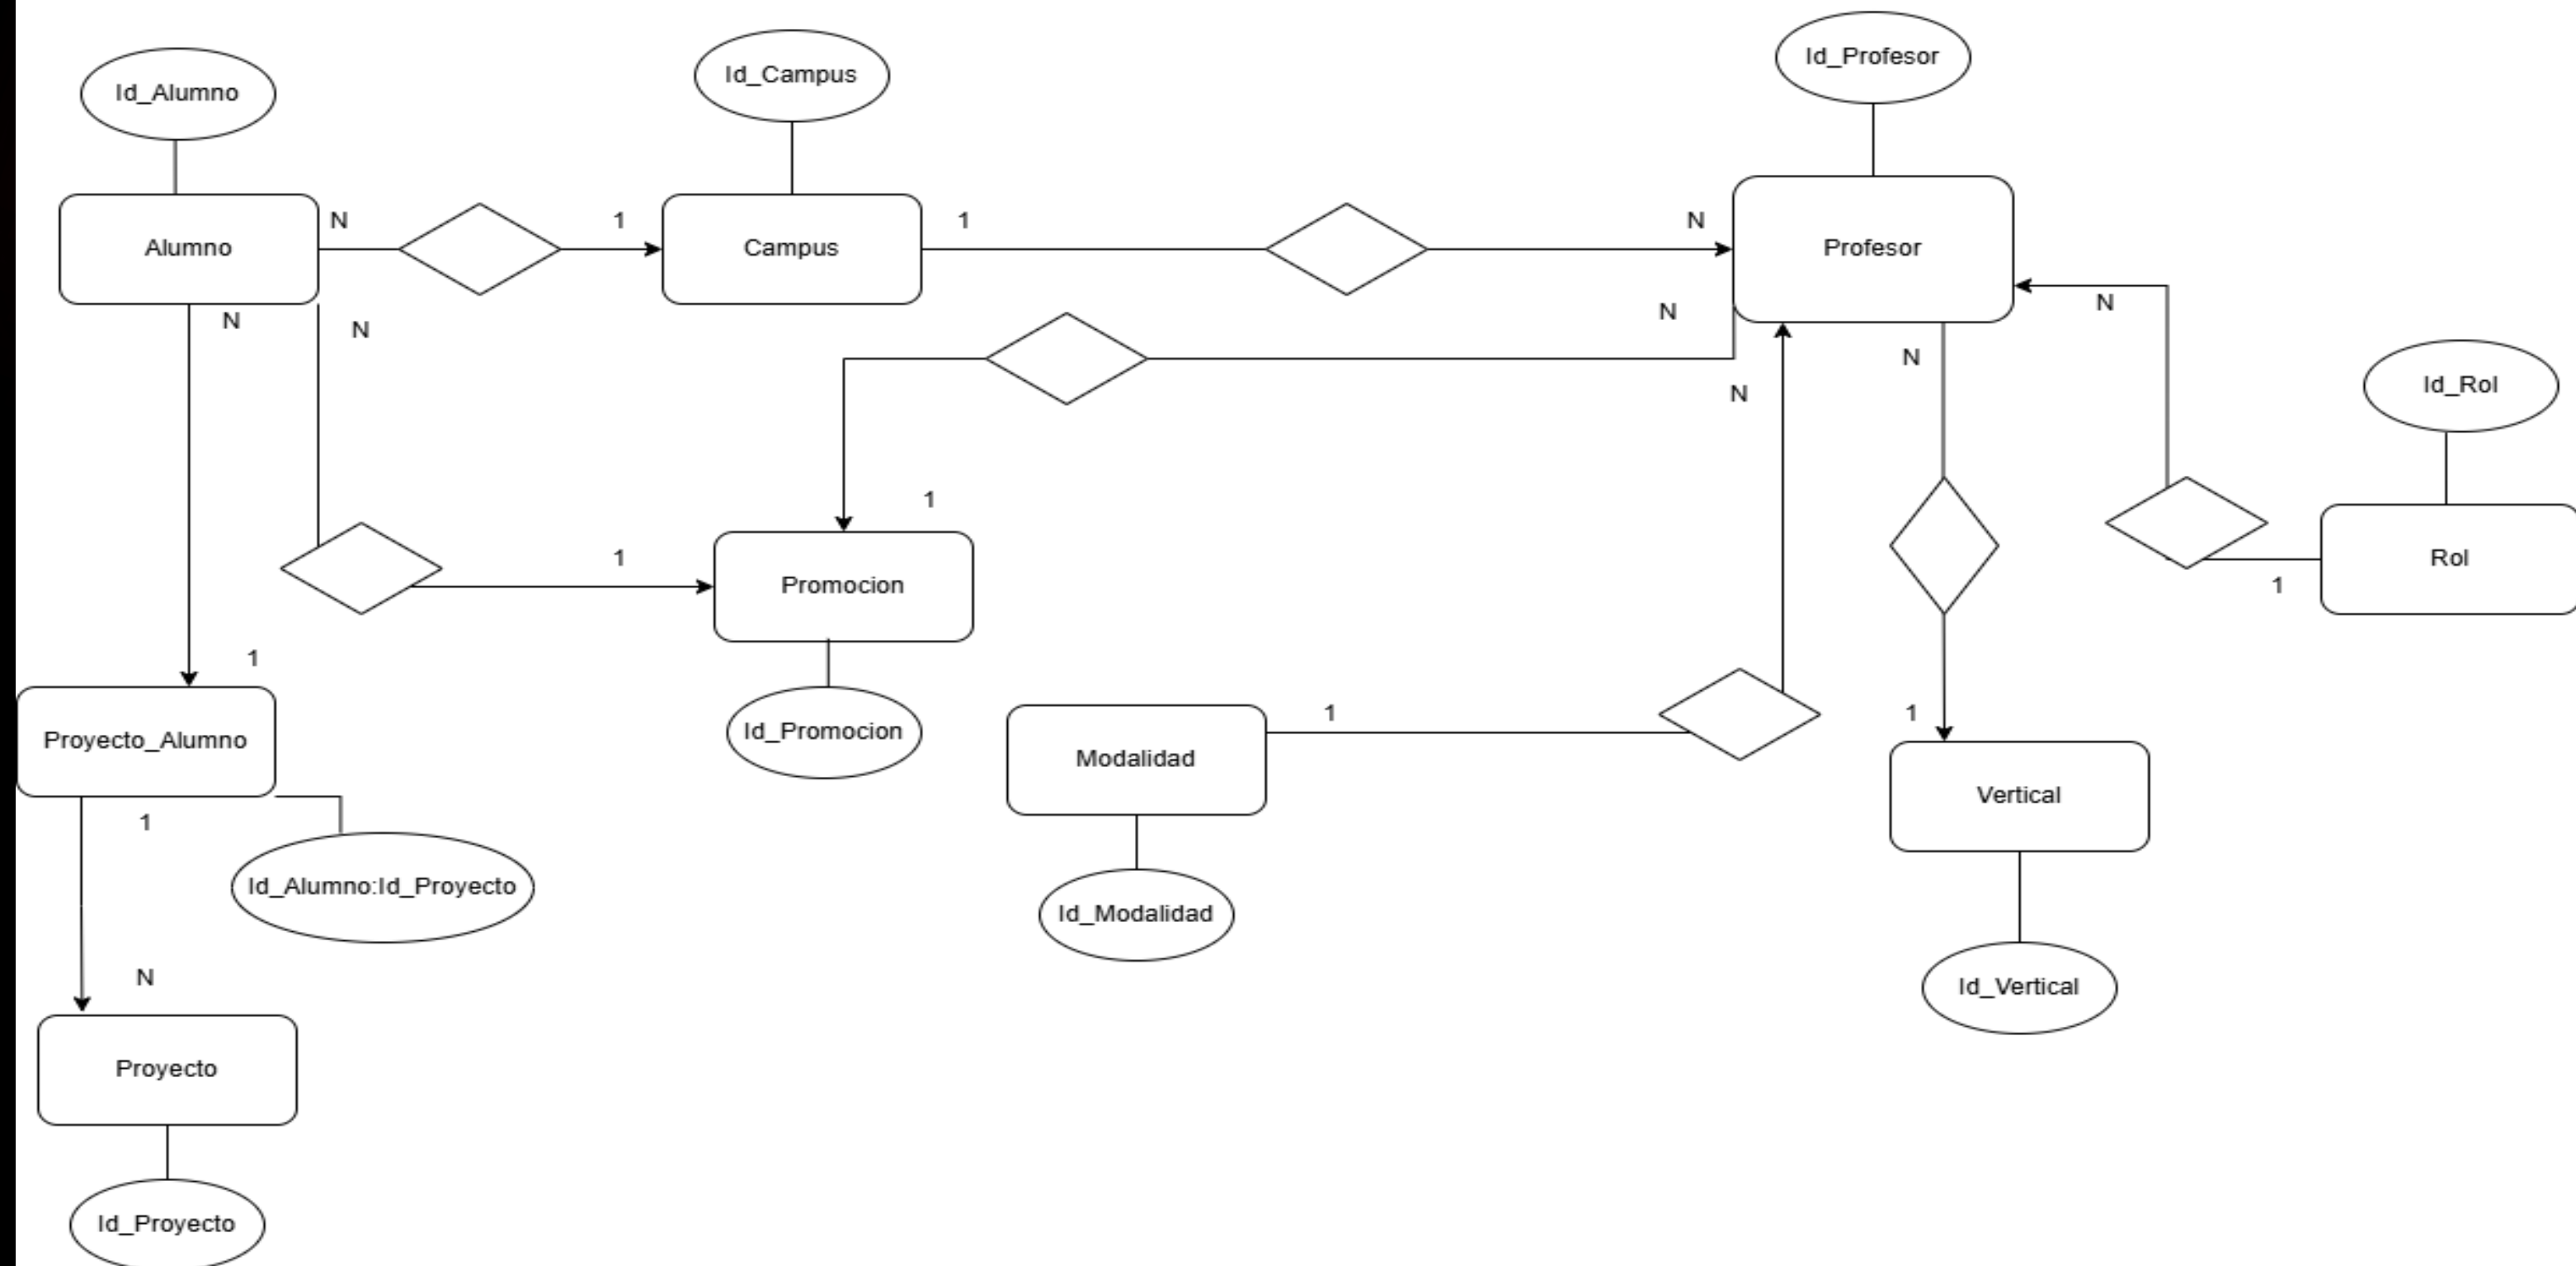 Id_Profesor
Id_Campus
Id_Alumno
N
1
1
N
Alumno
Campus
Profesor
N
N
N
N
N
N
Id_Rol
1
1
Promocion
Rol
1
1
Id_Promocion
1
1
Proyecto_Alumno
Modalidad
Vertical
1
Id_Alumno:Id_Proyecto
Id_Modalidad
N
Id_Vertical
Proyecto
Id_Proyecto